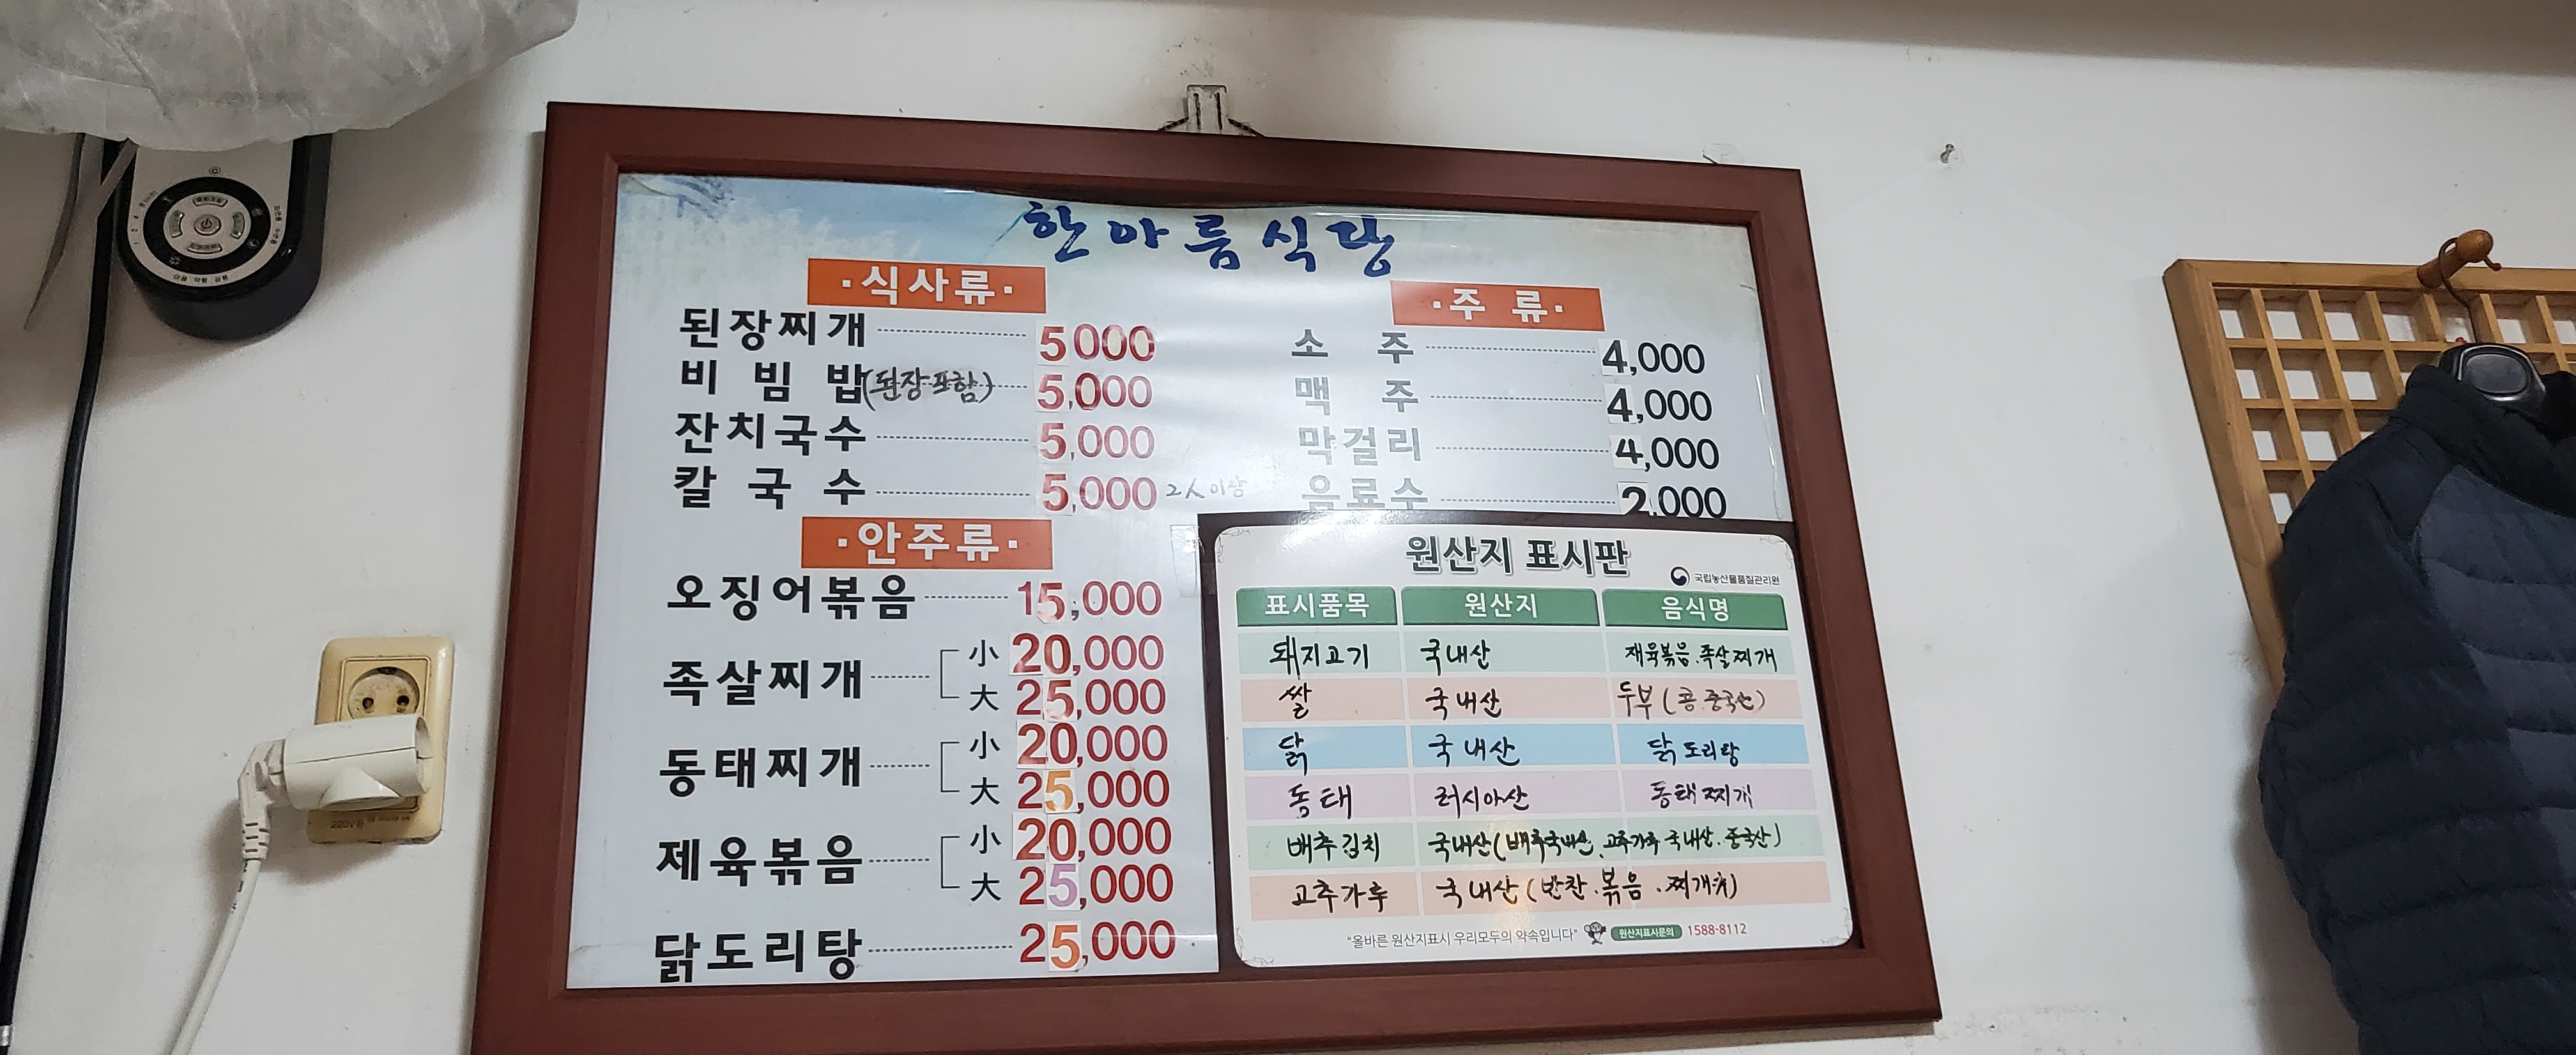 한아름식당
·식사류·
된장찌개 5000
비빔밥(된장포함) 5,000
잔치국수 5,000
칼국수 5,000 2人이상
·안주류·
오징어볶음 15,000
족살찌개 小 20,000
大 25,000
동태찌개 小 20,000
大 25,000
제육볶음 小 20,000
大 25,000
닭도리탕 25,000
·주류·
소주 4,000
맥주 4,000
막걸리 4,000
음료수 2,000
원산지 표시판
국립농산물품질관리원
표시품목 원산지 음식명
돼지고기 국내산 제육볶음.족살찌개
쌀 국내산 두부(콩.중국산)
닭 국내산 닭도리탕
동태 러시아산 동태찌개
배추김치 국내산(배추국내산, 고추가루 국내산.중국산)
고추가루 국내산(반찬.볶음.찌개류)
"올바른 원산지표시 우리모두의 약속입니다" 원산지표시문의 1588-8112
220V용